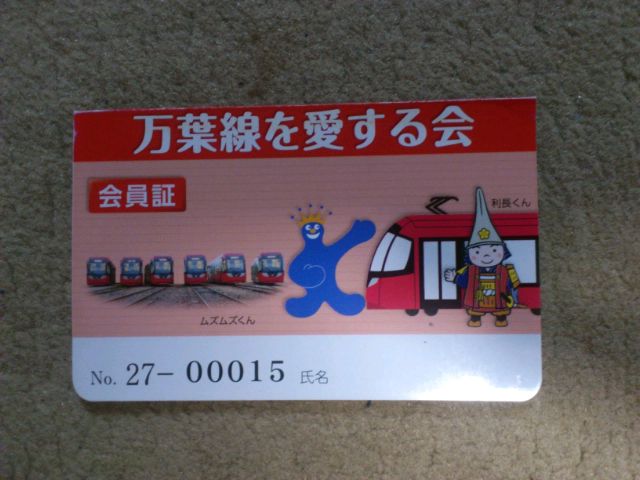 万葉線を愛する会
会員証
利長くん
ムズムズくん
No. 27-00015 氏名